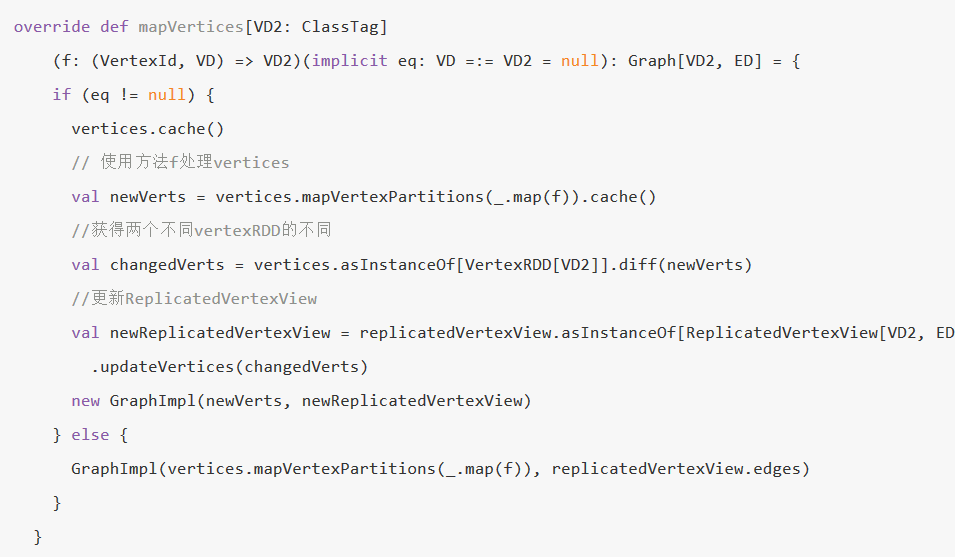 override def mapVertices[VD2: ClassTag]
    (f: (VertexId, VD) => VD2)(implicit eq: VD =:= VD2 = null): Graph[VD2, ED] = {
    if (eq != null) {
      vertices.cache()
      // 使用方法f处理vertices
      val newVerts = vertices.mapVertexPartitions(_.map(f)).cache()
      //获得两个不同vertexRDD的不同
      val changedVerts = vertices.asInstanceOf[VertexRDD[VD2]].diff(newVerts)
      //更新ReplicatedVertexView
      val newReplicatedVertexView = replicatedVertexView.asInstanceOf[ReplicatedVertexView[VD2, ED
        .updateVertices(changedVerts)
      new GraphImpl(newVerts, newReplicatedVertexView)
    } else {
      GraphImpl(vertices.mapVertexPartitions(_.map(f)), replicatedVertexView.edges)
    }
  }